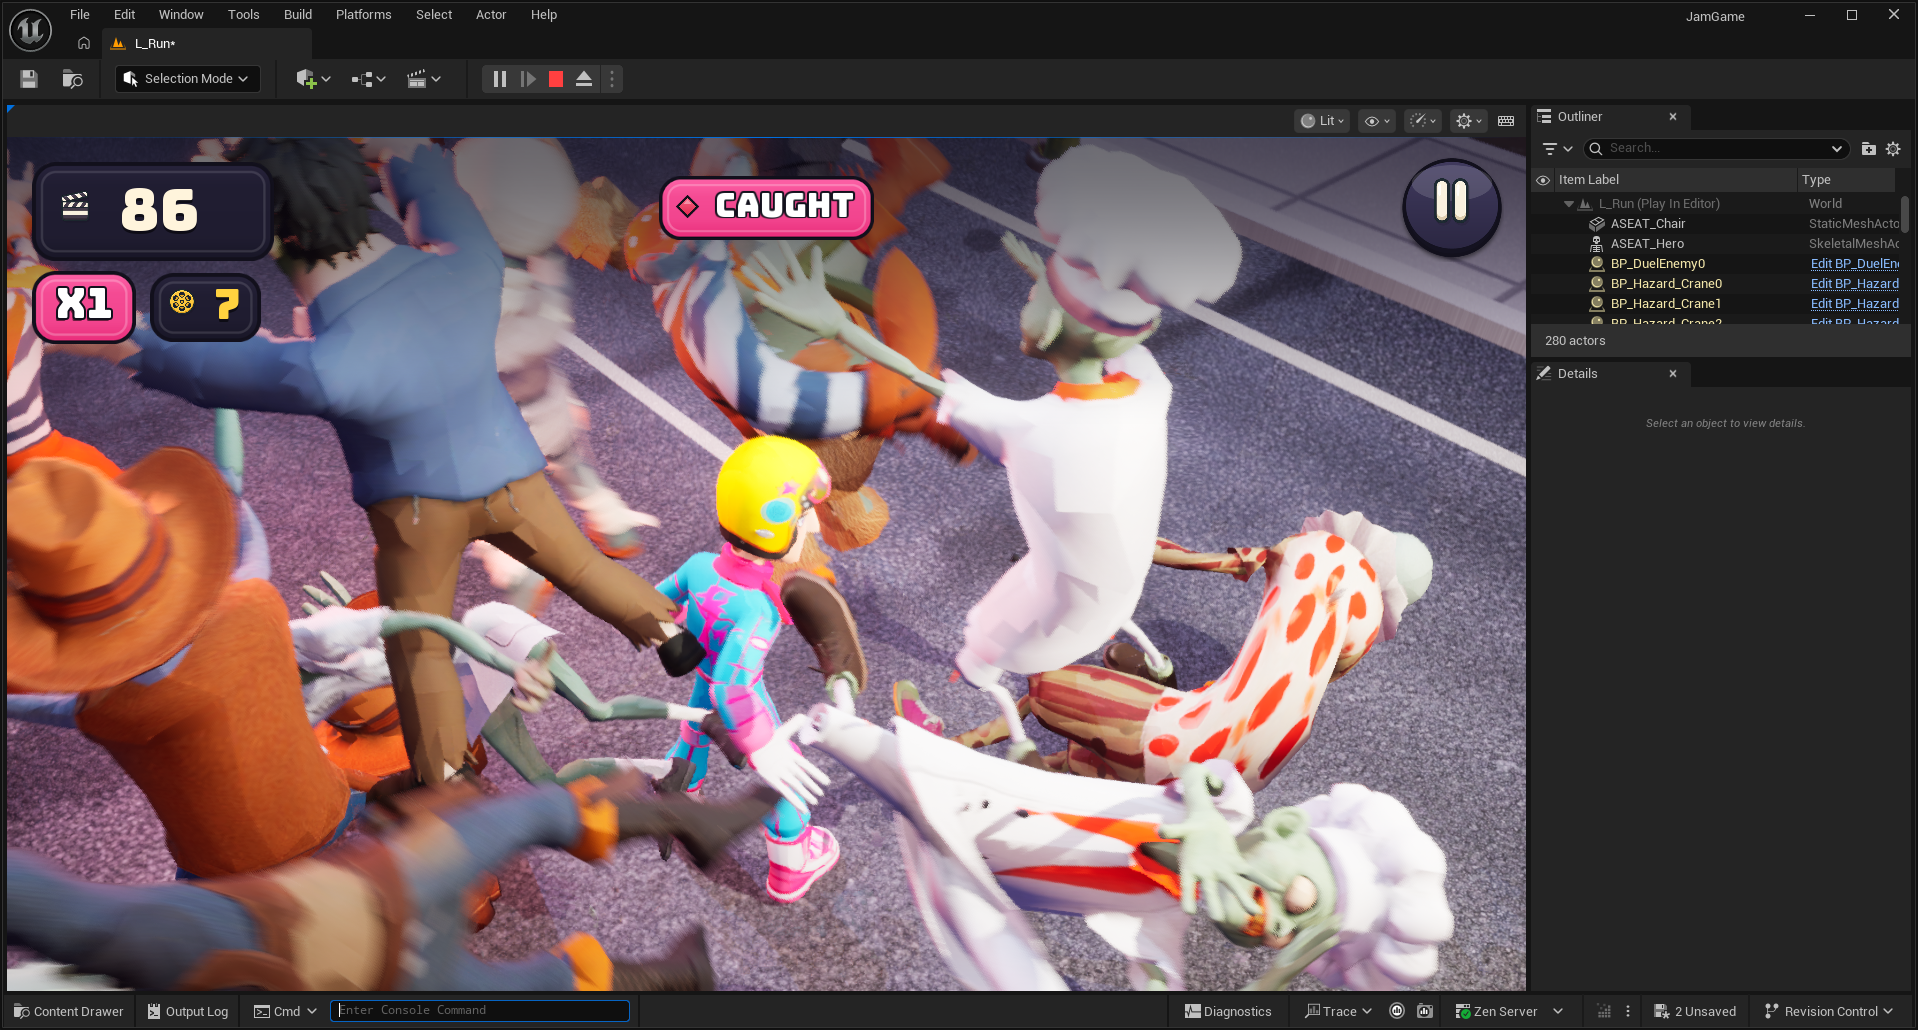 File Edit Window Tools Build Platforms Select Actor Help
JamGame
L_Run*
Selection Mode
Lit
86
CAUGHT
X1
7
Outliner
Search...
Item Label Type
L_Run (Play In Editor) World
ASEAT_Chair StaticMeshActo
ASEAT_Hero SkeletalMeshAc
BP_DuelEnemy0 Edit BP_DuelEn
BP_Hazard_Crane0 Edit BP_Hazard
BP_Hazard_Crane1 Edit BP_Hazard
BP_Hazard_Crane2 Edit BP_Hazard
280 actors
Details
Select an object to view details.
Content Drawer Output Log Cmd Enter Console Command Diagnostics Trace Zen Server 2 Unsaved Revision Control